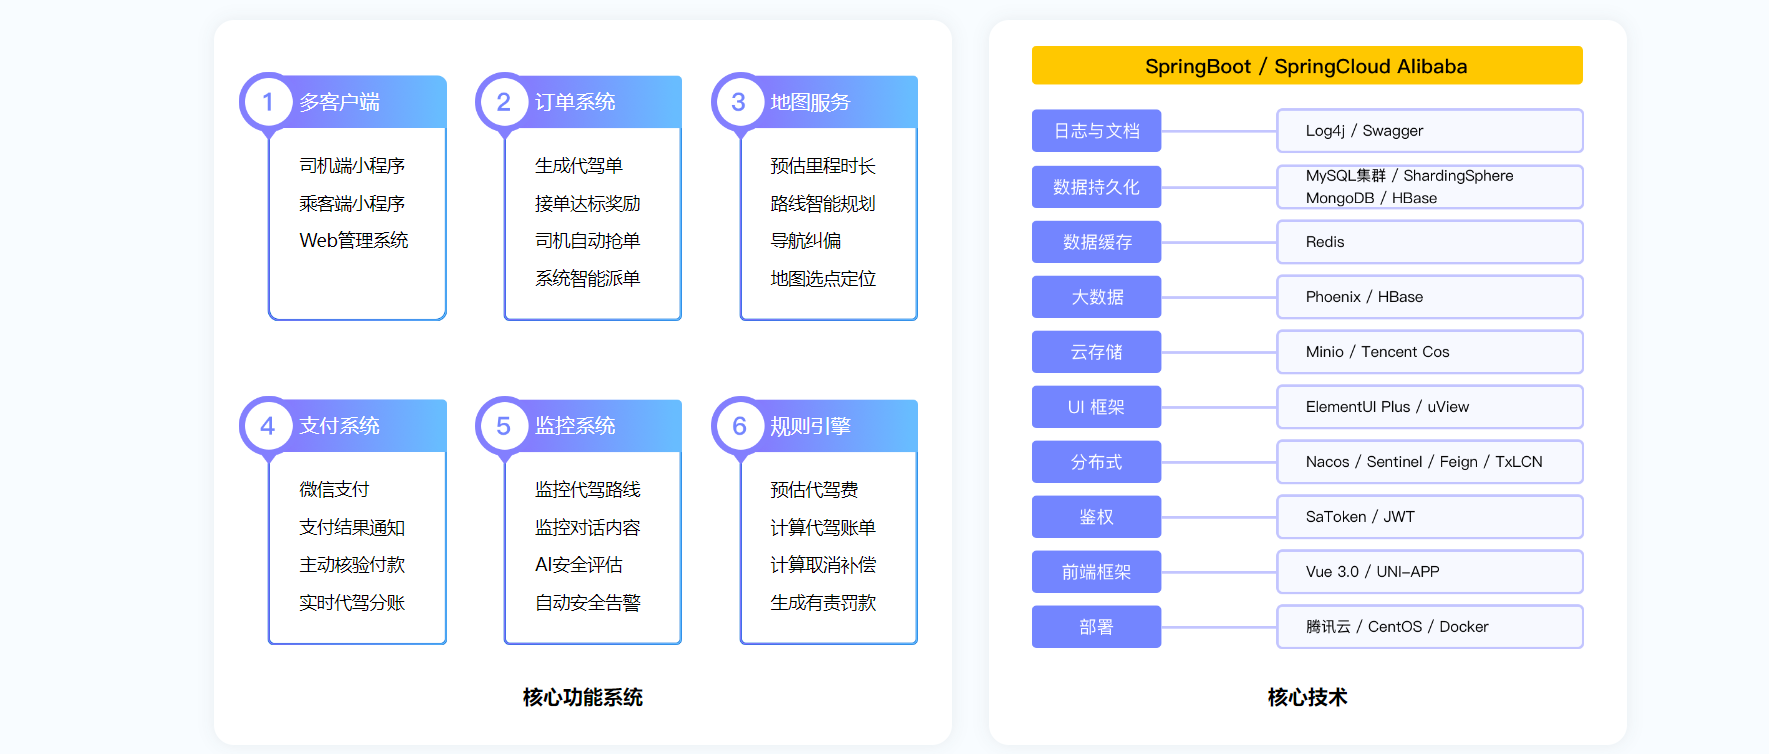 1 多客户端
司机端小程序
乘客端小程序
Web管理系统
2 订单系统
生成代驾单
接单达标奖励
司机自动抢单
系统智能派单
3 地图服务
预估里程时长
路线智能规划
导航纠偏
地图选点定位
4 支付系统
微信支付
支付结果通知
主动核验付款
实时代驾分账
5 监控系统
监控代驾路线
监控对话内容
AI安全评估
自动安全告警
6 规则引擎
预估代驾费
计算代驾账单
计算取消补偿
生成有责罚款
核心功能系统
SpringBoot / SpringCloud Alibaba
日志与文档
Log4j / Swagger
数据持久化
MySQL集群 / ShardingSphere
MongoDB / HBase
数据缓存
Redis
大数据
Phoenix / HBase
云存储
Minio / Tencent Cos
UI 框架
ElementUI Plus / uView
分布式
Nacos / Sentinel / Feign / TxLCN
鉴权
SaToken / JWT
前端框架
Vue 3.0 / UNI-APP
部署
腾讯云 / CentOS / Docker
核心技术